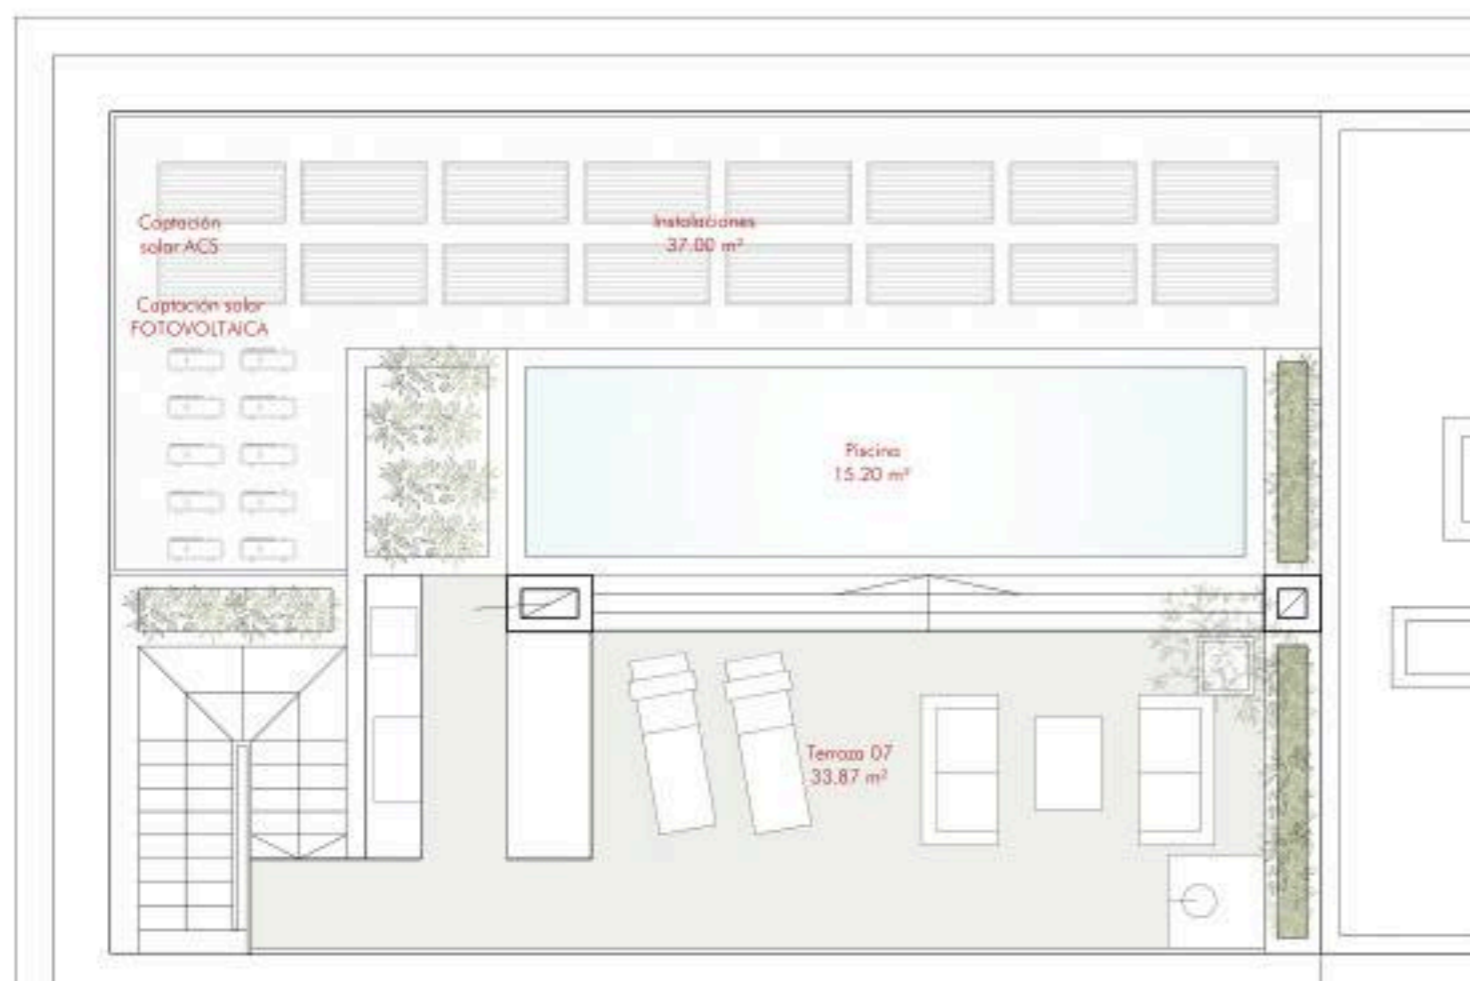 Captación
solar ACS
Instalaciones
37.00 m²
Captación solar
FOTOVOLTAICA
Piscina
15.20 m²
Terraza 07
33.87 m²